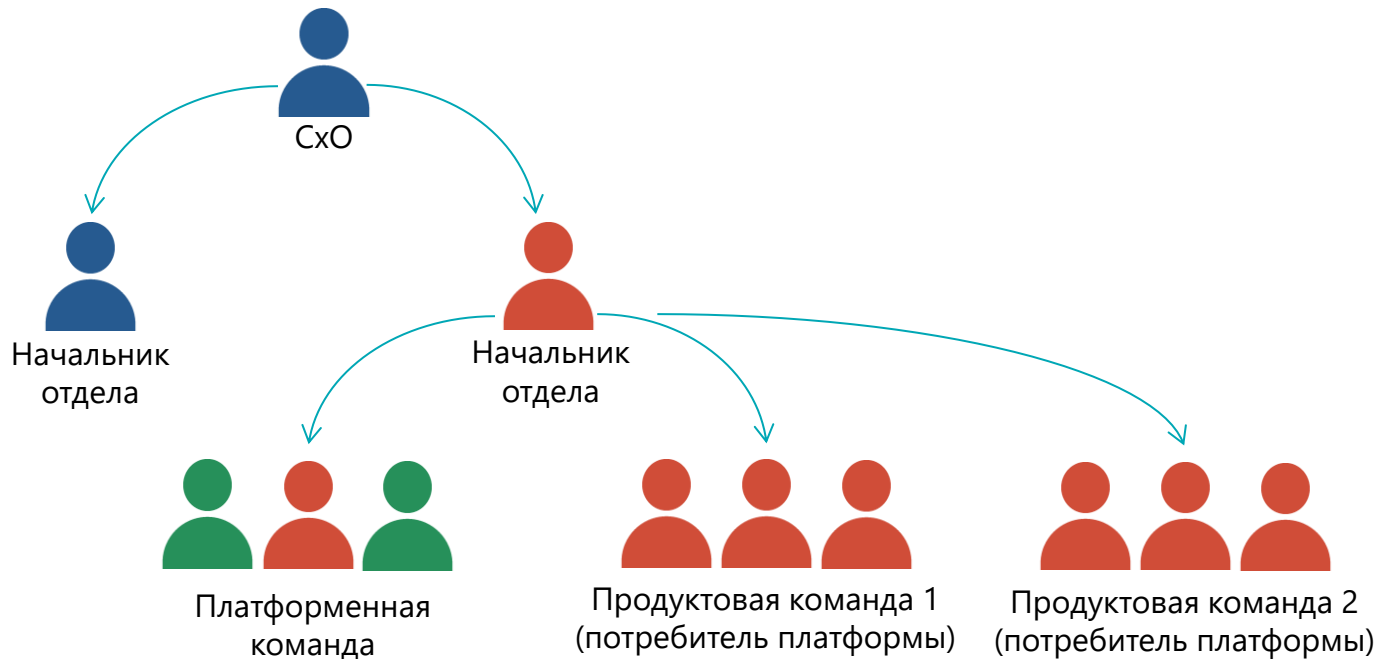 CxO
Начальник
отдела
Начальник
отдела
Платформенная
команда
Продуктовая команда 1
(потребитель платформы)
Продуктовая команда 2
(потребитель платформы)